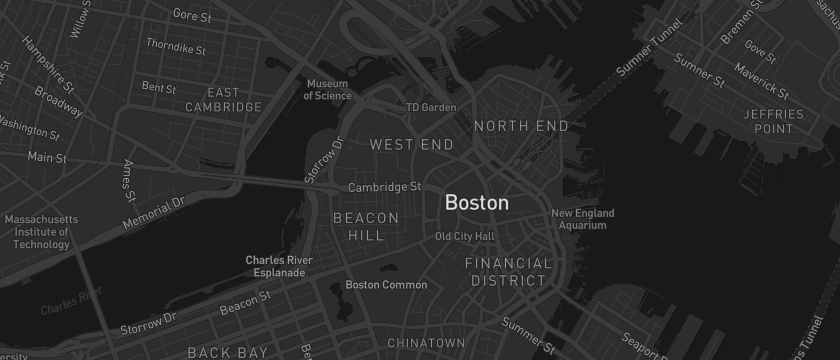 Willow St
Gore St
Bremen St
Sumner Tunnel
Hampshire St
Thorndike St
Gove St
Bent St
EAST
CAMBRIDGE
Museum
of Science
Sumner St
Maverick St
Broadway
TD Garden
Washington St
NORTH END
JEFFRIES
POINT
WEST END
Main St
Storrow Dr
Ames St
Cambridge St
Memorial Dr
Boston
Massachusetts
Institute of
Technology
BEACON
HILL
New England
Aquarium
Old City Hall
Charles River
Esplanade
FINANCIAL
DISTRICT
Boston Common
Charles River
Beacon St
Storrow Dr
Summer St
CHINATOWN
BACK BAY